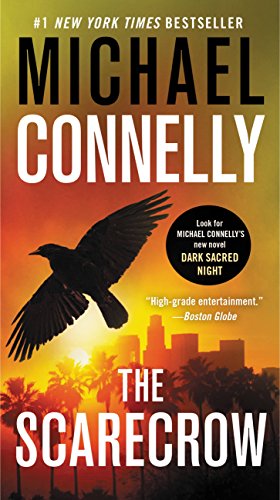 #1 NEW YORK TIMES BESTSELLER
MICHAEL
CONNELLY
Look for
MICHAEL CONNELLY'S
new novel
DARK SACRED
NIGHT
"High-grade entertainment."
—Boston Globe
THE
SCARECROW